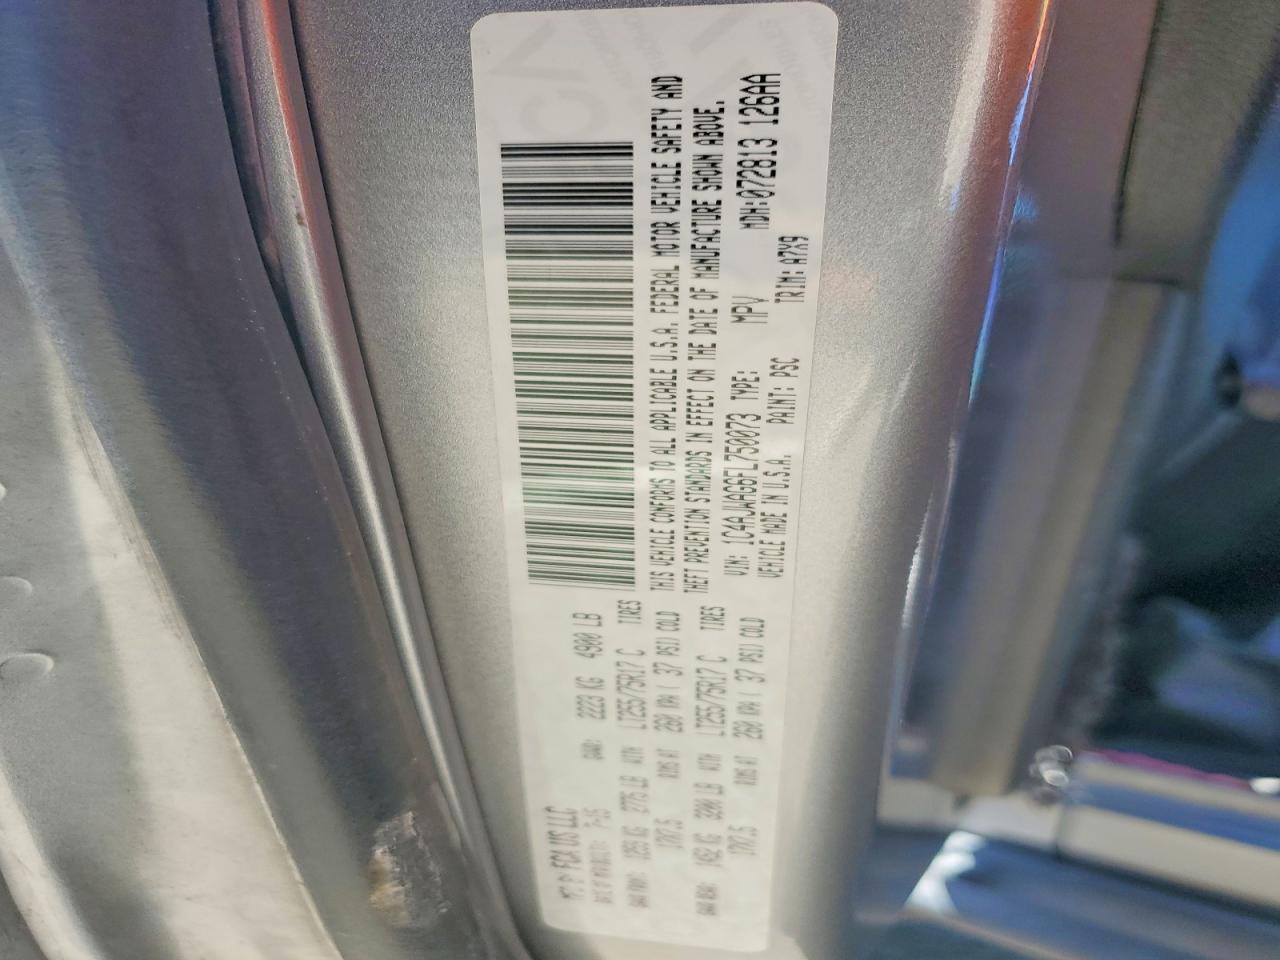 MFD BY FCA US LLC
DATE OF MANUFACTURE: 7-15 GVWR: 2223 KG 4900 LB
GAWR FRONT: 1259 KG 2775 LB WITH LT255/75R17 C TIRES
17X7.5 RIMS AT 260 KPA( 37 PSI) COLD
GAWR REAR: 1452 KG 3200 LB WITH LT255/75R17 C TIRES
17X7.5 RIMS AT 260 KPA( 37 PSI) COLD
THIS VEHICLE CONFORMS TO ALL APPLICABLE U.S.A. FEDERAL MOTOR VEHICLE SAFETY AND
THEFT PREVENTION STANDARDS IN EFFECT ON THE DATE OF MANUFACTURE SHOWN ABOVE.
VIN: 1C4AJWAG6FL750073 TYPE: MPV MDH:072813 126AA
VEHICLE MADE IN U.S.A. PAINT: PSC TRIM: A7X9